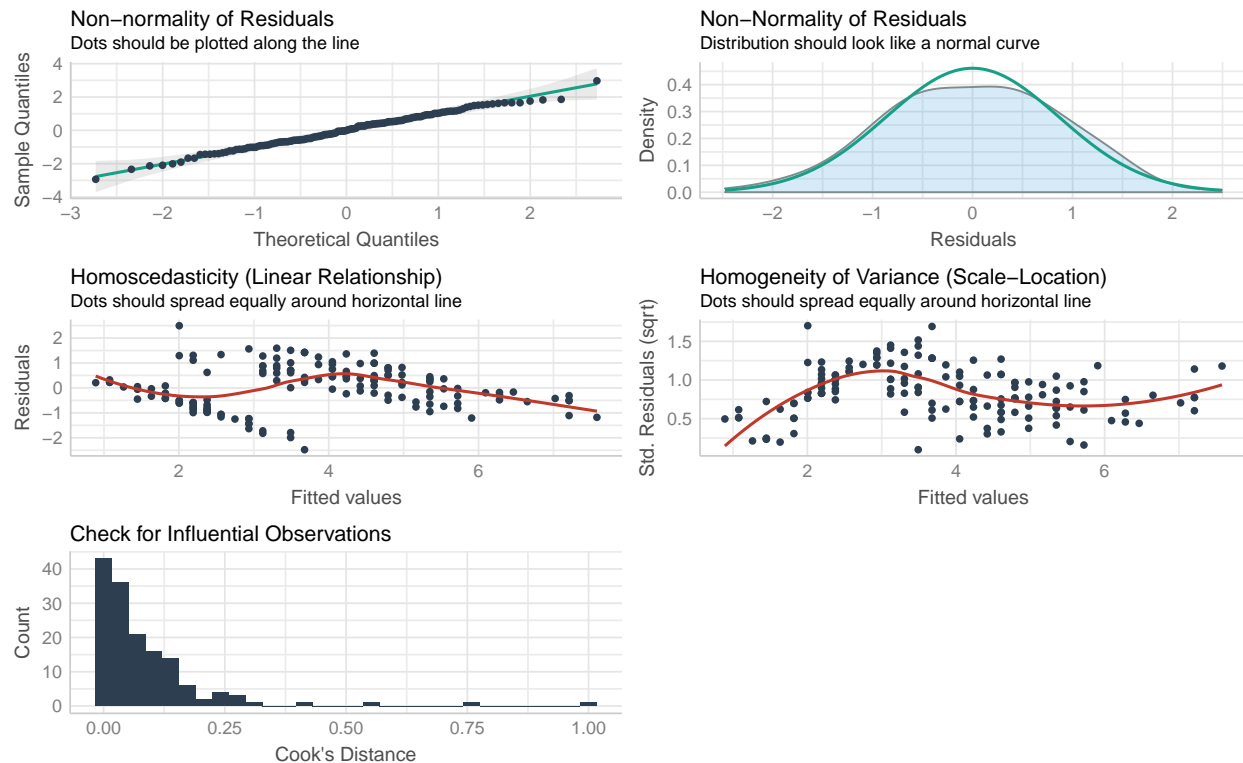 Non−normality of Residuals
Dots should be plotted along the line
Sample Quantiles
4
2
0
−2
−4
−3
−2
−1
0
1
2
Theoretical Quantiles
Non−Normality of Residuals
Distribution should look like a normal curve
Density
0.4
0.3
0.2
0.1
0.0
−2
−1
0
1
2
Residuals
Homoscedasticity (Linear Relationship)
Dots should spread equally around horizontal line
Residuals
2
1
0
−1
−2
2
4
6
Fitted values
Homogeneity of Variance (Scale−Location)
Dots should spread equally around horizontal line
Std. Residuals (sqrt)
1.5
1.0
0.5
2
4
6
Fitted values
Check for Influential Observations
Count
40
30
20
10
0
0.00
0.25
0.50
0.75
1.00
Cook's Distance